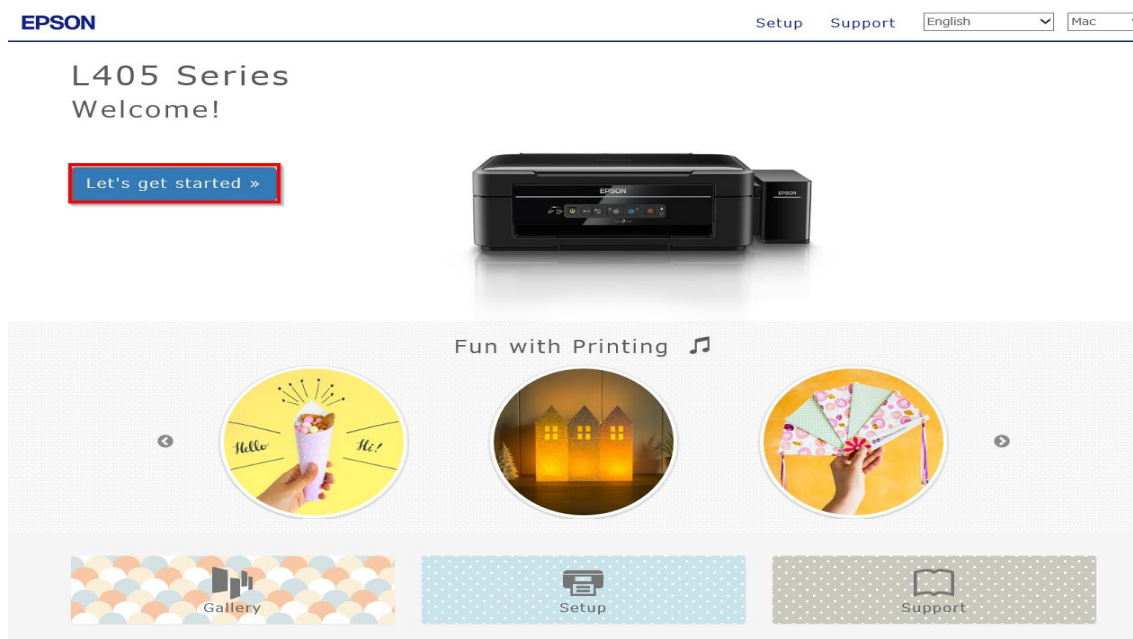 EPSON
Setup Support English Mac
L405 Series
Welcome!
Let's get started »
EPSON
EPSON
Fun with Printing
Hello
Hi!
Gallery
Setup
Support